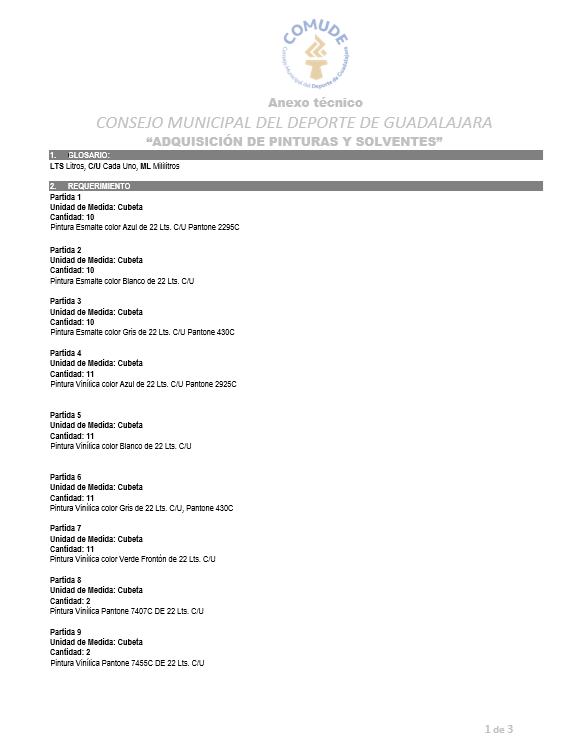 COMUDE
Consejo Municipal del Deporte de Guadalajara
Anexo técnico
CONSEJO MUNICIPAL DEL DEPORTE DE GUADALAJARA
“ADQUISICIÓN DE PINTURAS Y SOLVENTES”
1. GLOSARIO:
LTS Litros, C/U Cada Uno, ML Mililitros
2. REQUERIMIENTO
Partida 1
Unidad de Medida: Cubeta
Cantidad: 10
Pintura Esmalte color Azul de 22 Lts. C/U Pantone 2295C
Partida 2
Unidad de Medida: Cubeta
Cantidad: 10
Pintura Esmalte color Blanco de 22 Lts. C/U
Partida 3
Unidad de Medida: Cubeta
Cantidad: 10
Pintura Esmalte color Gris de 22 Lts. C/U Pantone 430C
Partida 4
Unidad de Medida: Cubeta
Cantidad: 11
Pintura Vinílica color Azul de 22 Lts. C/U Pantone 2925C
Partida 5
Unidad de Medida: Cubeta
Cantidad: 11
Pintura Vinílica color Blanco de 22 Lts. C/U
Partida 6
Unidad de Medida: Cubeta
Cantidad: 11
Pintura Vinílica color Gris de 22 Lts. C/U, Pantone 430C
Partida 7
Unidad de Medida: Cubeta
Cantidad: 11
Pintura Vinílica color Verde Frontón de 22 Lts. C/U
Partida 8
Unidad de Medida: Cubeta
Cantidad: 2
Pintura Vinílica Pantone 7407C DE 22 Lts. C/U
Partida 9
Unidad de Medida: Cubeta
Cantidad: 2
Pintura Vinílica Pantone 7455C DE 22 Lts. C/U
1 de 3